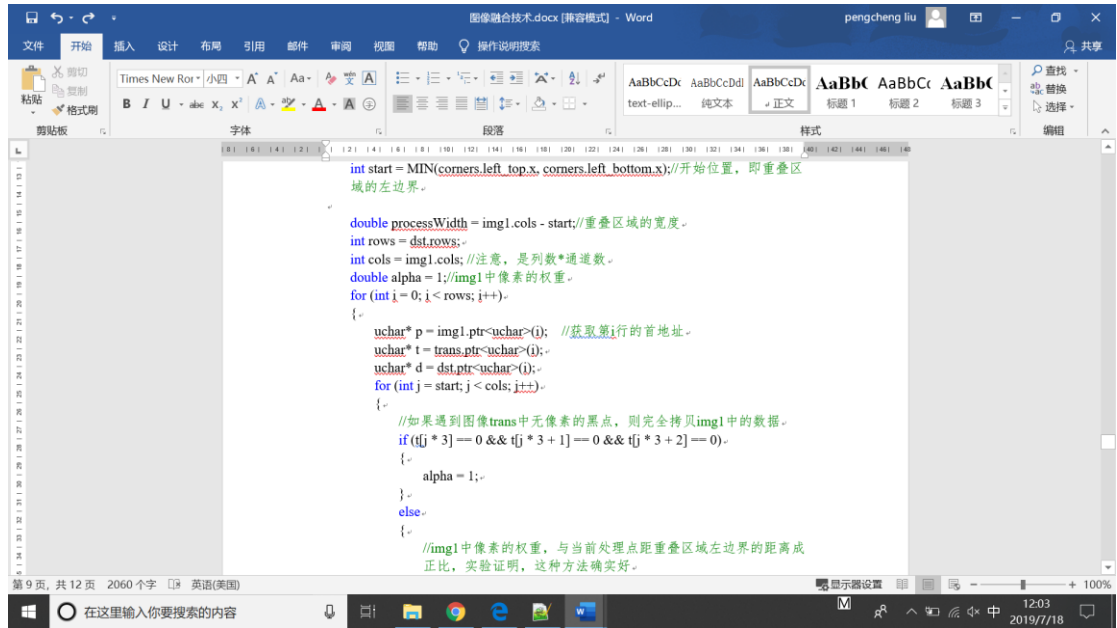 图像融合技术.docx [兼容模式] - Word
pengcheng liu
文件 开始 插入 设计 布局 引用 邮件 审阅 视图 帮助 操作说明搜索 共享
剪切
复制
格式刷
粘贴
剪贴板
Times New Ror 小四
B I U abc
字体
段落
AaBbCcDc AaBbCcDdl AaBbCcDc AaBb( AaBbC( AaBb(
text-ellip... 纯文本 正文 标题 1 标题 2 标题 3
样式
查找
替换
选择
编辑
int start = MIN(corners.left_top.x, corners.left_bottom.x);//开始位置，即重叠区
域的左边界
double processWidth = img1.cols - start;//重叠区域的宽度
int rows = dst.rows;
int cols = img1.cols; //注意，是列数*通道数
double alpha = 1;//img1中像素的权重
for (int i = 0; i < rows; i++)
{
uchar* p = img1.ptr<uchar>(i); //获取第i行的首地址
uchar* t = trans.ptr<uchar>(i);
uchar* d = dst.ptr<uchar>(i);
for (int j = start; j < cols; j++)
{
//如果遇到图像trans中无像素的黑点，则完全拷贝img1中的数据
if (t[j * 3] == 0 && t[j * 3 + 1] == 0 && t[j * 3 + 2] == 0)
{
alpha = 1;
}
else
{
//img1中像素的权重，与当前处理点距重叠区域左边界的距离成
正比，实验证明，这种方法确实好
第 9 页，共 12 页 2060 个字 英语(美国) 显示器设置 100%
在这里输入你要搜索的内容
中
12:03
2019/7/18